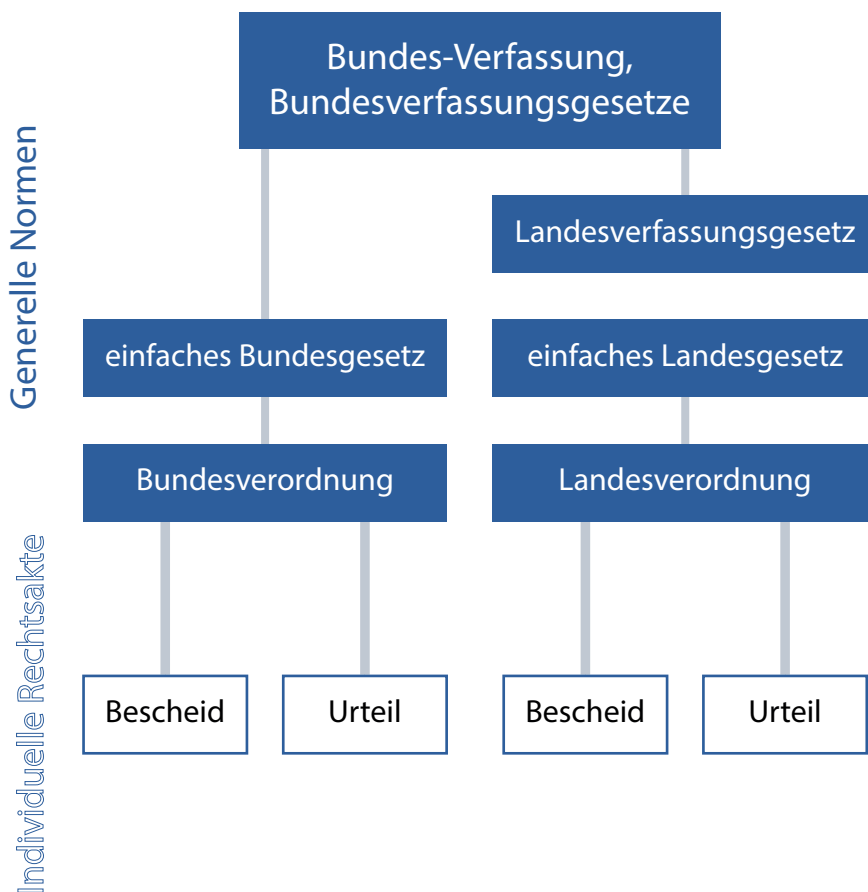 Generelle Normen
Bundes-Verfassung,
Bundesverfassungsgesetze
Landesverfassungsgesetz
einfaches Bundesgesetz
einfaches Landesgesetz
Bundesverordnung
Landesverordnung
Individuelle Rechtsakte
Bescheid
Urteil
Bescheid
Urteil